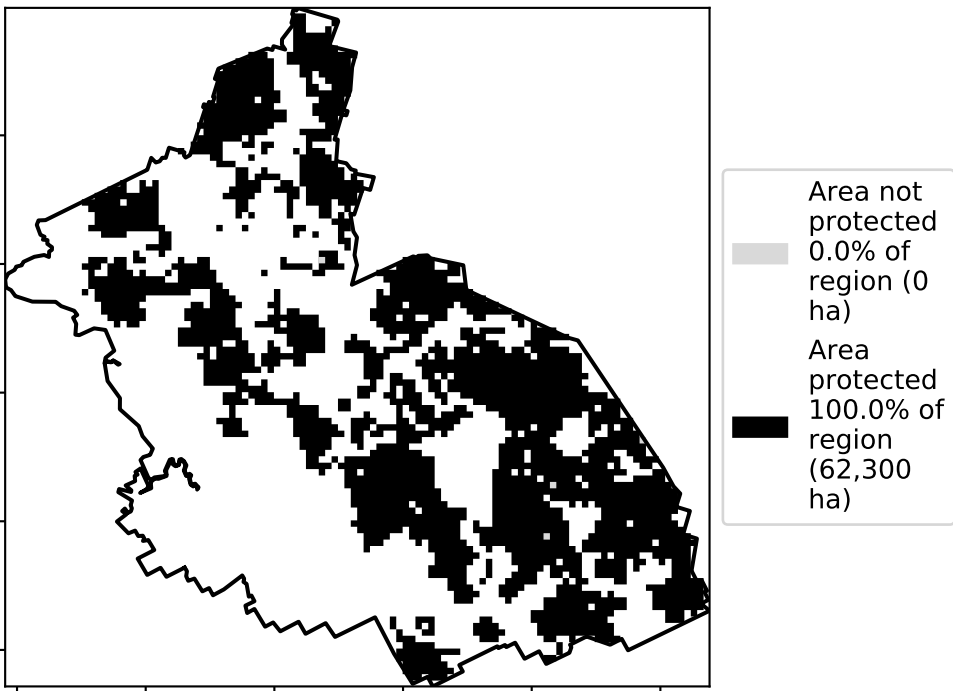 Area not
protected
0.0% of
region (0
ha)
Area
protected
100.0% of
region
(62,300
ha)